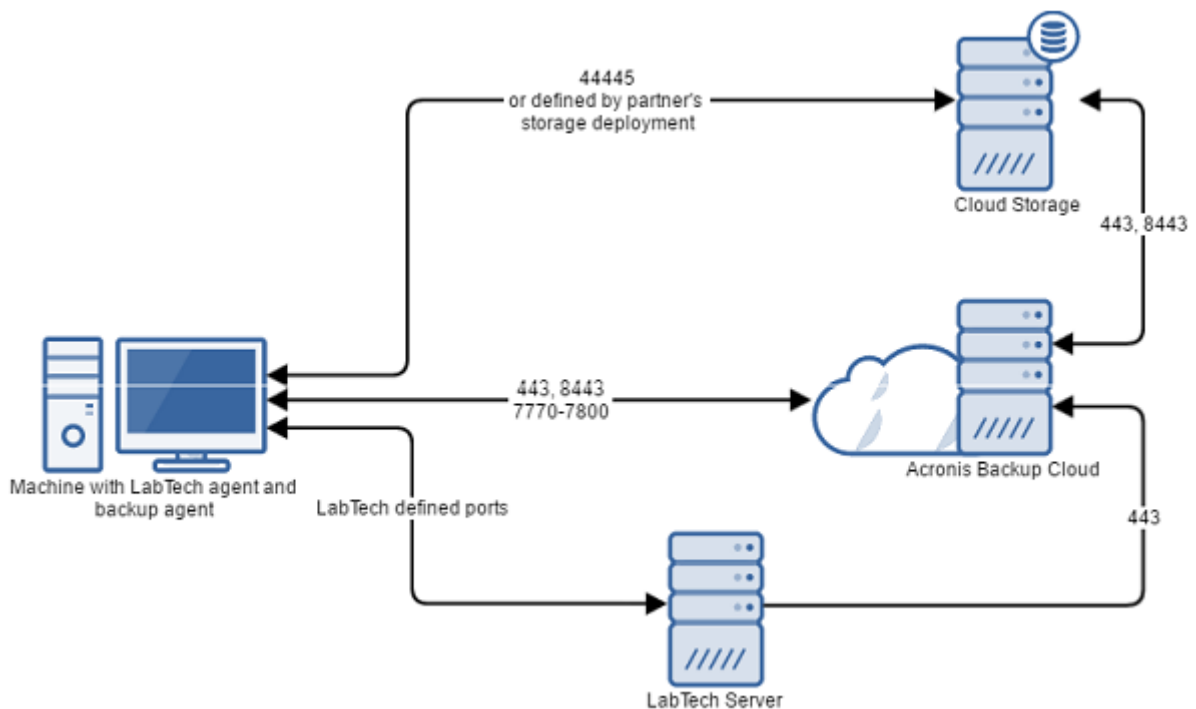 44445
or defined by partner's
storage deployment
Cloud Storage
443, 8443
443, 8443
7770-7800
Acronis Backup Cloud
Machine with LabTech agent and
backup agent
LabTech defined ports
443
LabTech Server